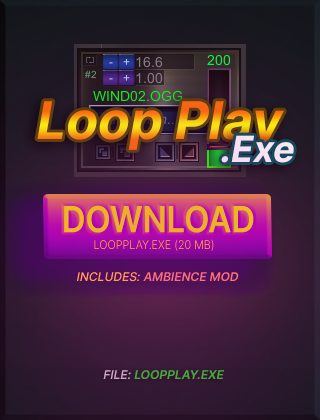 - + 16.6
200
#2
- + 1.00
WIND02.OGG
Loop Play
.Exe
DOWNLOAD
LOOPPLAY.EXE (20 MB)
INCLUDES: AMBIENCE MOD
FILE: LOOPPLAY.EXE